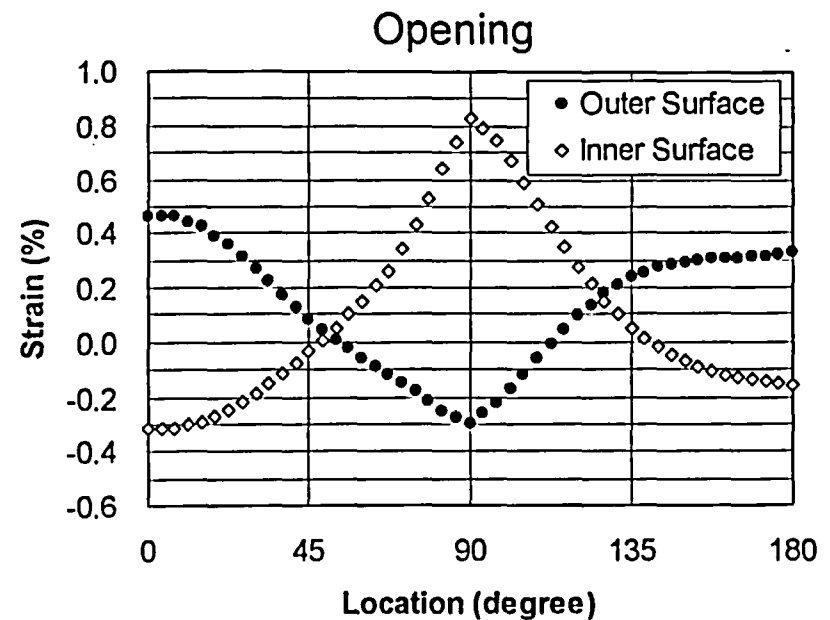 Opening
Outer Surface
Inner Surface
1.0
0.8
0.6
0.4
0.2
0.0
-0.2
-0.4
-0.6
Strain (%)
0 45 90 135 180
Location (degree)